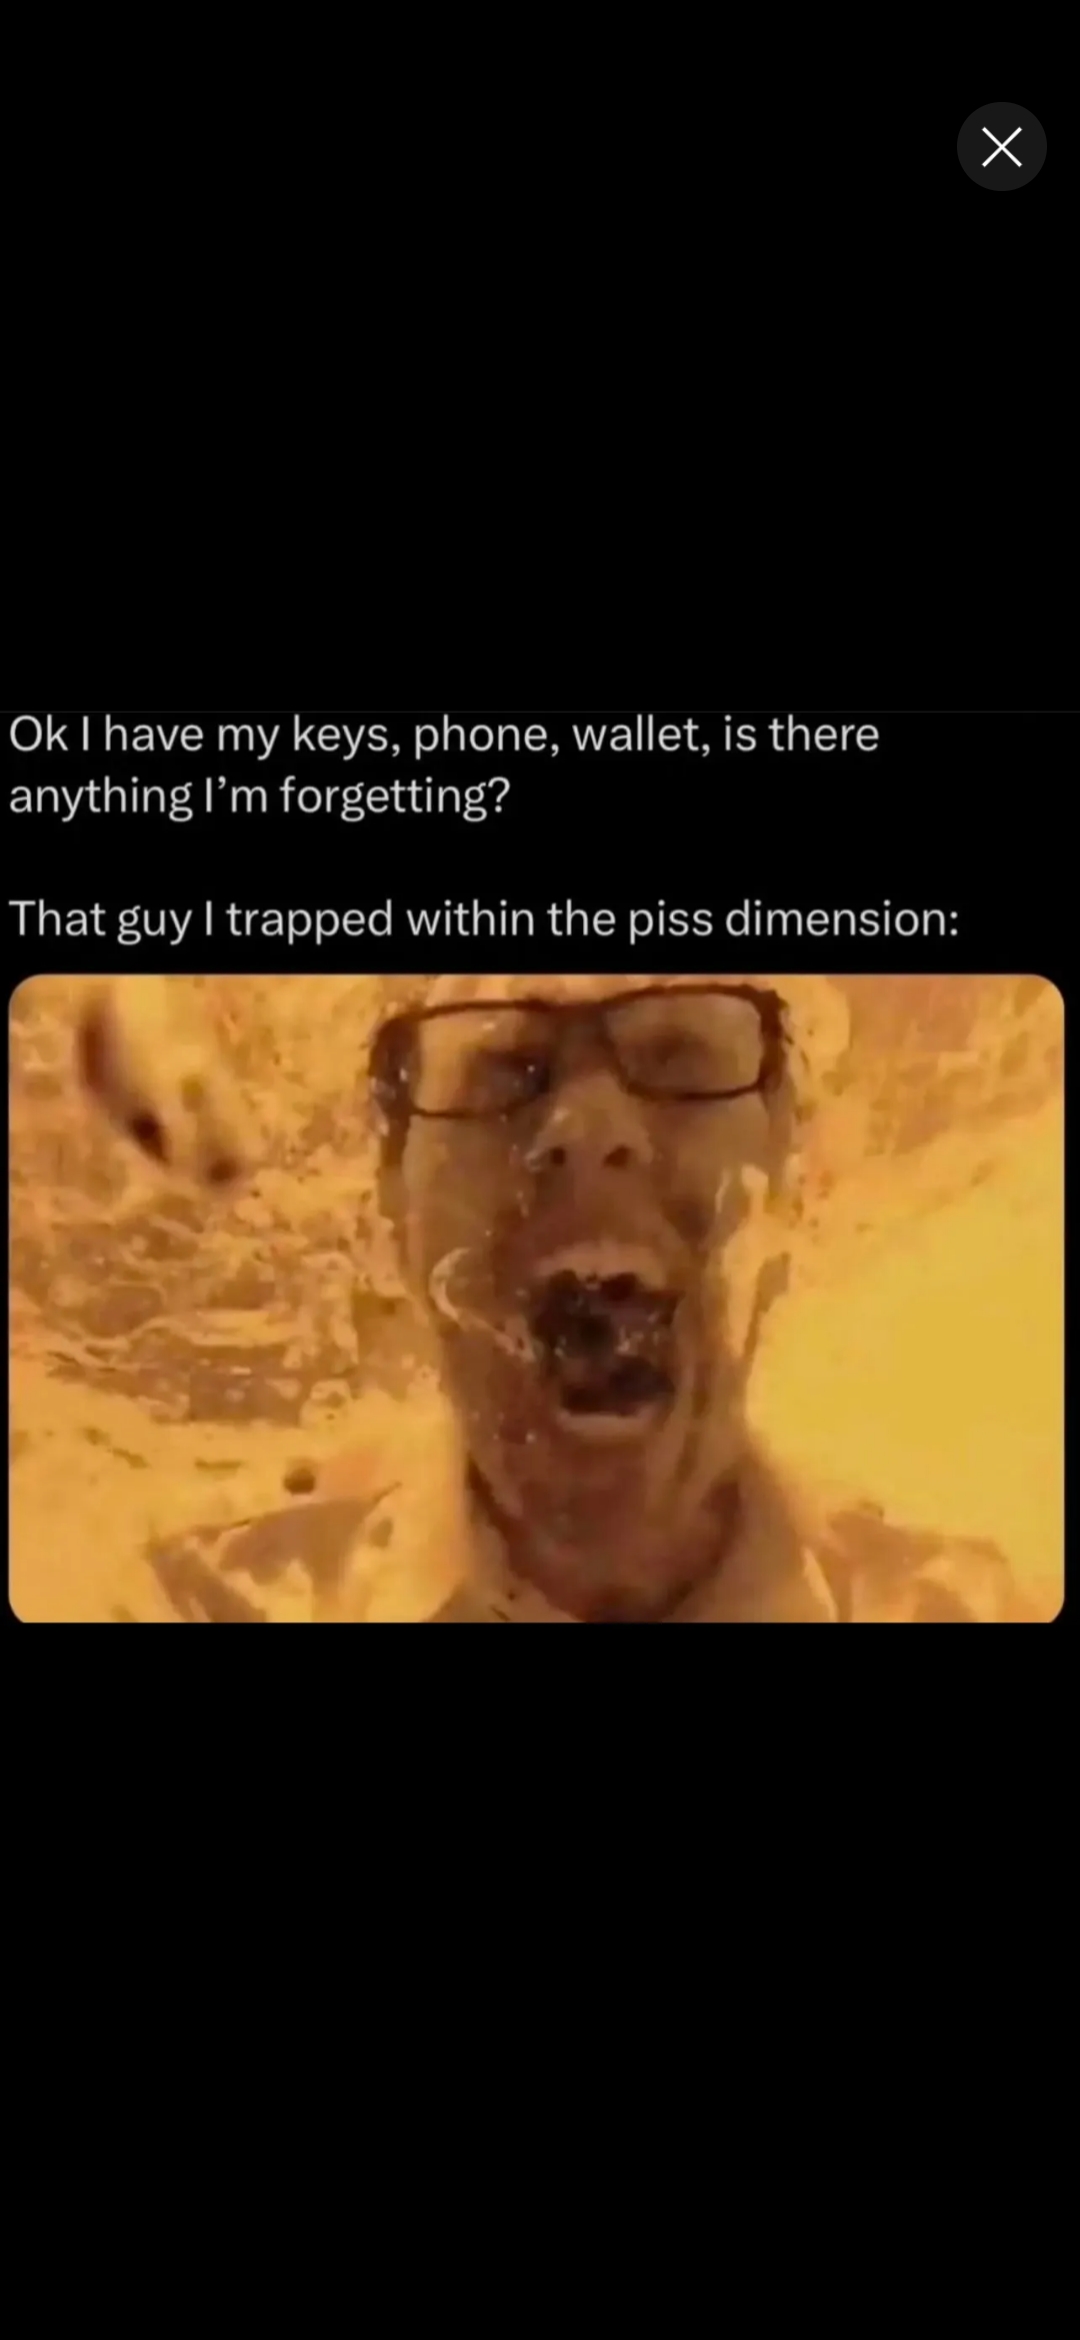 Ok I have my keys, phone, wallet, is there
anything I’m forgetting?
That guy I trapped within the piss dimension: